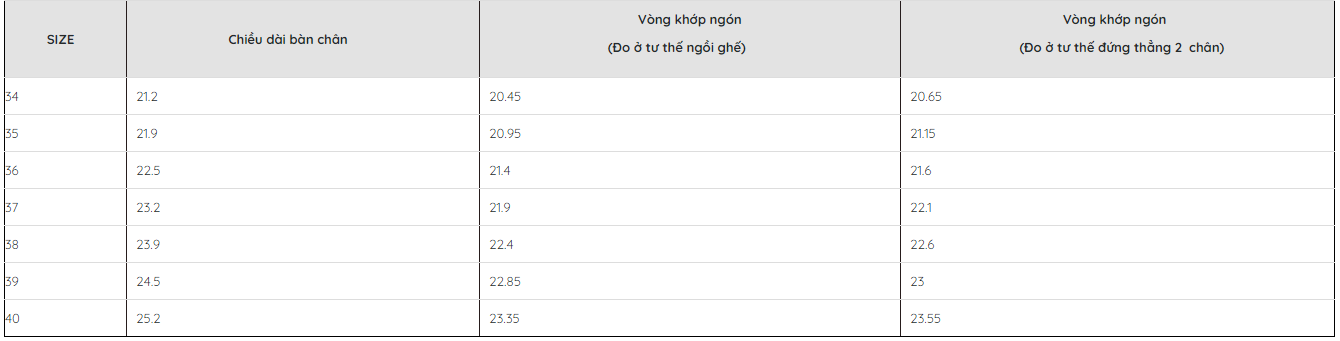 SIZE
Chiều dài bàn chân
Vòng khớp ngón
(Đo ở tư thế ngồi ghế)
Vòng khớp ngón
(Đo ở tư thế đứng thẳng 2 chân)
34 21.2 20.45 20.65
35 21.9 20.95 21.15
36 22.5 21.4 21.6
37 23.2 21.9 22.1
38 23.9 22.4 22.6
39 24.5 22.85 23
40 25.2 23.35 23.55